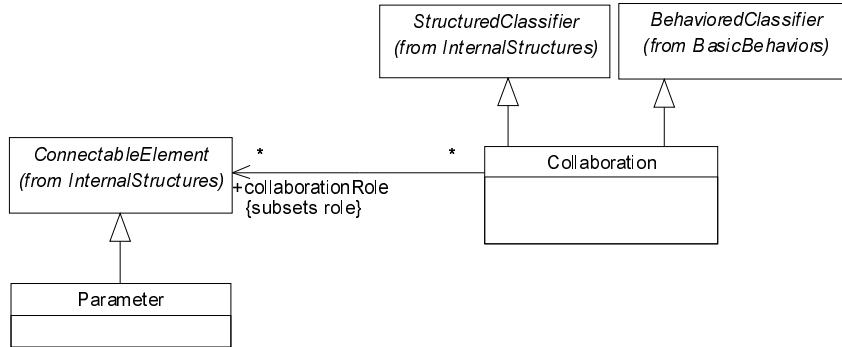 StructuredClassifier
(from InternalStructures)
BehavioredClassifier
(from BasicBehaviors)
ConnectableElement
(from InternalStructures)
*
*
+collaborationRole
{subsets role}
Collaboration
Parameter